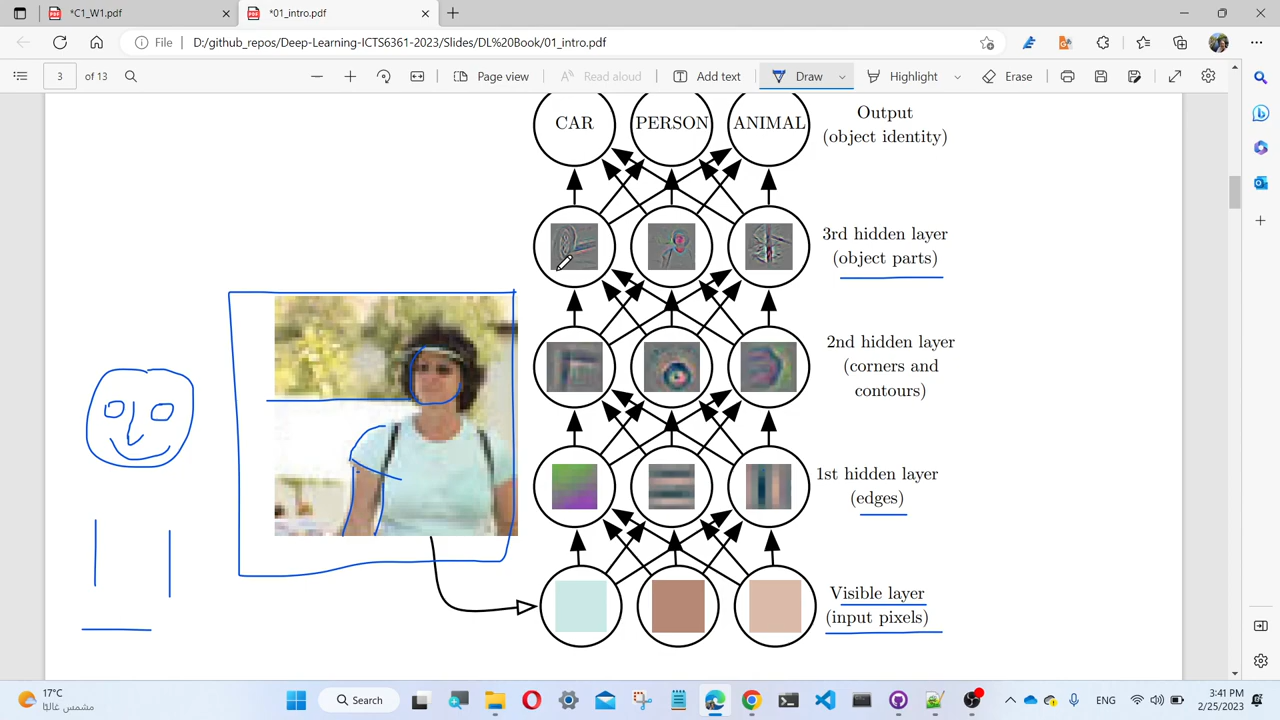 *C1_W1.pdf
*01_intro.pdf
File
D:/github_repos/Deep-Learning-ICTS6361-2023/Slides/DL%20Book/01_intro.pdf
3 of 13
Page view
Read aloud
Add text
Draw
Highlight
Erase
CAR
PERSON
ANIMAL
Output
(object identity)
3rd hidden layer
(object parts)
2nd hidden layer
(corners and
contours)
1st hidden layer
(edges)
Visible layer
(input pixels)
17°C
مشمس غالبًا
Search
ENG
3:41 PM
2/25/2023